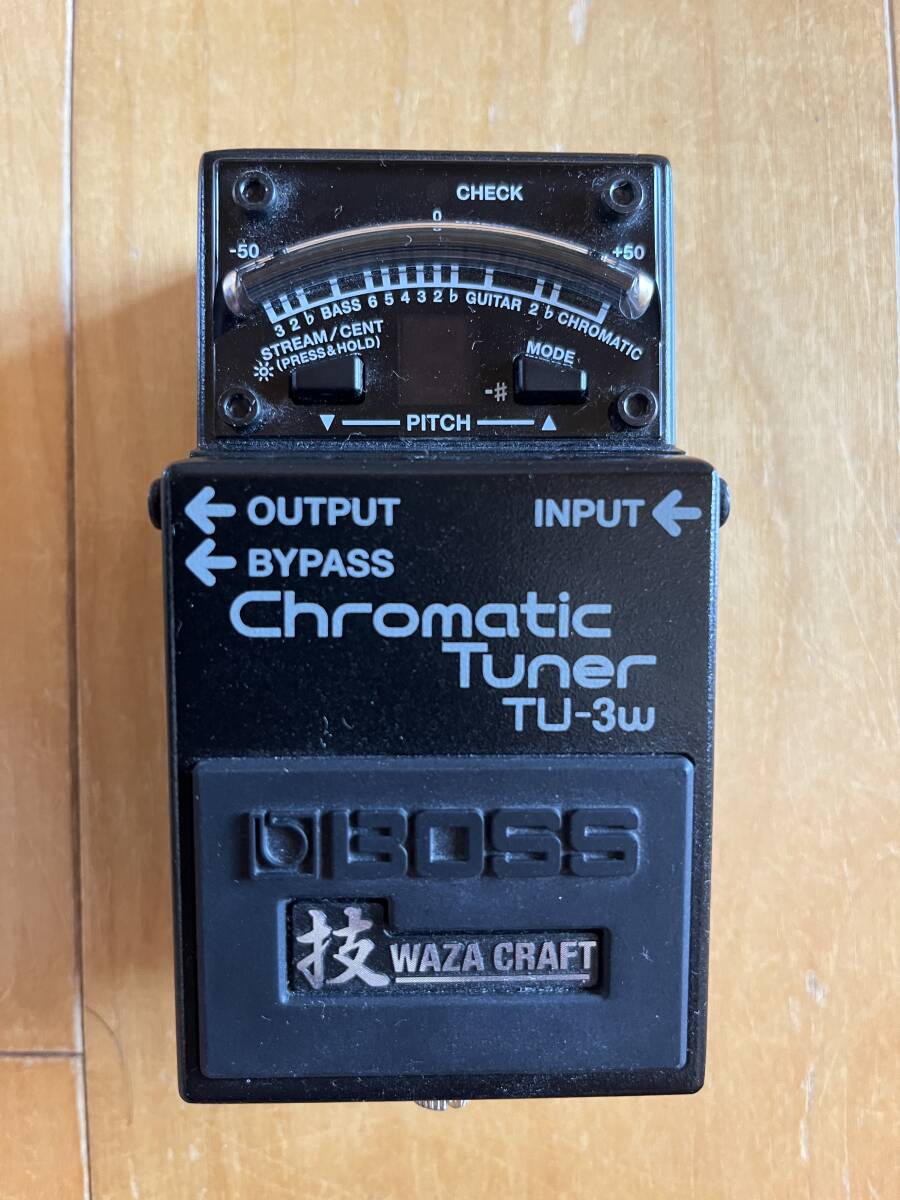 CHECK
0
-50 +50
3 2 ♭ BASS 6 5 4 3 2 ♭ GUITAR 2 ♭ CHROMATIC
STREAM/CENT
(PRESS&HOLD)
MODE
-#
▼ PITCH ▲
← OUTPUT
INPUT ←
← BYPASS
Chromatic
Tuner
TU-3w
BOSS
技 WAZA CRAFT